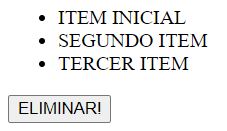 ITEM INICIAL
SEGUNDO ITEM
TERCER ITEM
ELIMINAR!